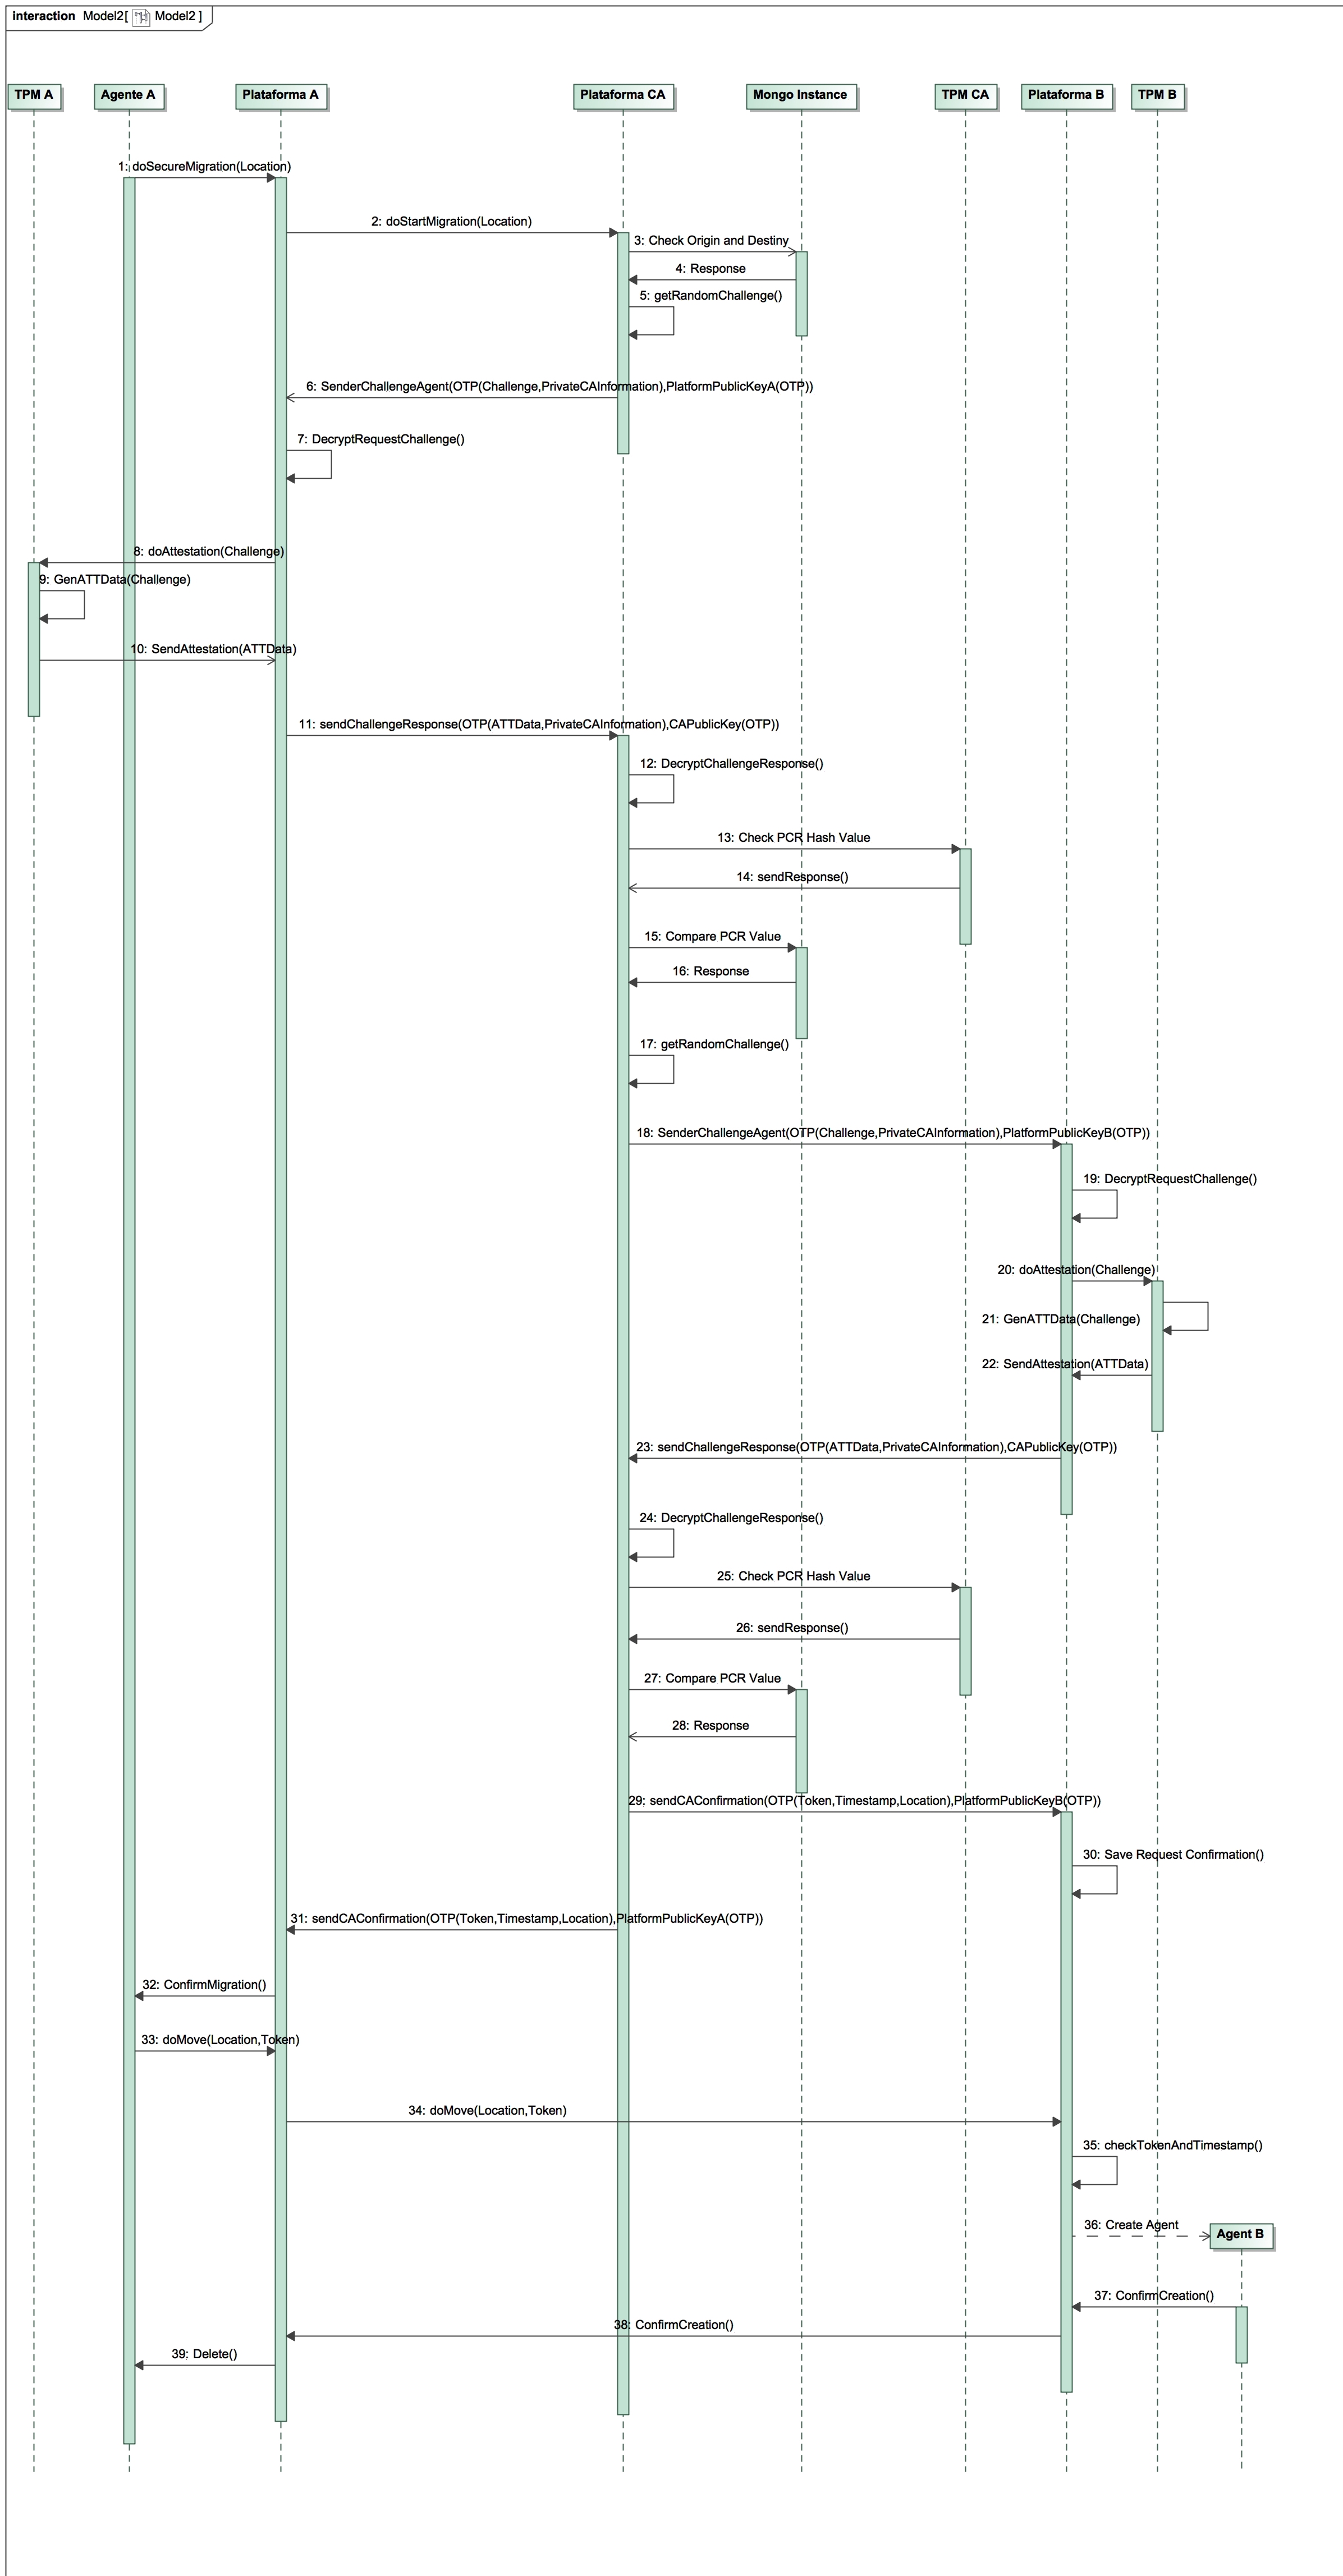 interaction Model2[ Model2 ]
TPM A
Agente A
Plataforma A
Plataforma CA
Mongo Instance
TPM CA
Plataforma B
TPM B
1: doSecureMigration(Location)
2: doStartMigration(Location)
3: Check Origin and Destiny
4: Response
5: getRandomChallenge()
6: SenderChallengeAgent(OTP(Challenge,PrivateCAInformation),PlatformPublicKeyA(OTP))
7: DecryptRequestChallenge()
8: doAttestation(Challenge)
9: GenATTData(Challenge)
10: SendAttestation(ATTData)
11: sendChallengeResponse(OTP(ATTData,PrivateCAInformation),CAPublicKey(OTP))
12: DecryptChallengeResponse()
13: Check PCR Hash Value
14: sendResponse()
15: Compare PCR Value
16: Response
17: getRandomChallenge()
18: SenderChallengeAgent(OTP(Challenge,PrivateCAInformation),PlatformPublicKeyB(OTP))
19: DecryptRequestChallenge()
20: doAttestation(Challenge)
21: GenATTData(Challenge)
22: SendAttestation(ATTData)
23: sendChallengeResponse(OTP(ATTData,PrivateCAInformation),CAPublicKey(OTP))
24: DecryptChallengeResponse()
25: Check PCR Hash Value
26: sendResponse()
27: Compare PCR Value
28: Response
29: sendCAConfirmation(OTP(Token,Timestamp,Location),PlatformPublicKeyB(OTP))
30: Save Request Confirmation()
31: sendCAConfirmation(OTP(Token,Timestamp,Location),PlatformPublicKeyA(OTP))
32: ConfirmMigration()
33: doMove(Location,Token)
34: doMove(Location,Token)
35: checkTokenAndTimestamp()
36: Create Agent
Agent B
37: ConfirmCreation()
38: ConfirmCreation()
39: Delete()